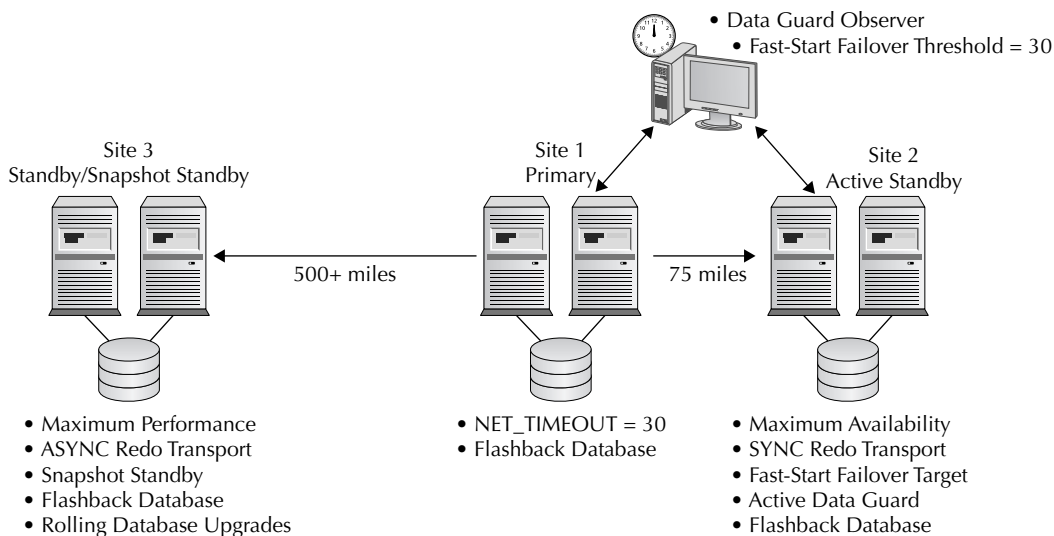 • Data Guard Observer
• Fast-Start Failover Threshold = 30
Site 3
Standby/Snapshot Standby
Site 1
Primary
Site 2
Active Standby
500+ miles
75 miles
• Maximum Performance
• ASYNC Redo Transport
• Snapshot Standby
• Flashback Database
• Rolling Database Upgrades
• NET_TIMEOUT = 30
• Flashback Database
• Maximum Availability
• SYNC Redo Transport
• Fast-Start Failover Target
• Active Data Guard
• Flashback Database